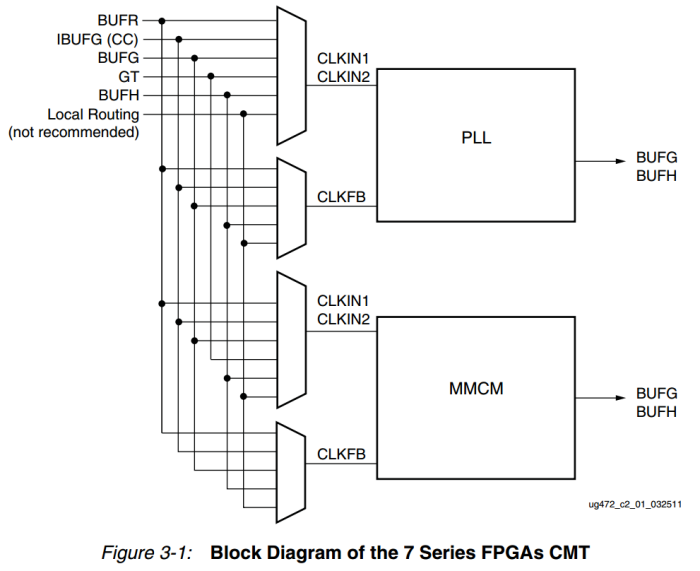 BUFR
IBUFG (CC)
BUFG
GT
BUFH
Local Routing
(not recommended)
CLKIN1
CLKIN2
PLL
BUFG
BUFH
CLKFB
CLKIN1
CLKIN2
MMCM
BUFG
BUFH
CLKFB
ug472_c2_01_032511
Figure 3-1: Block Diagram of the 7 Series FPGAs CMT